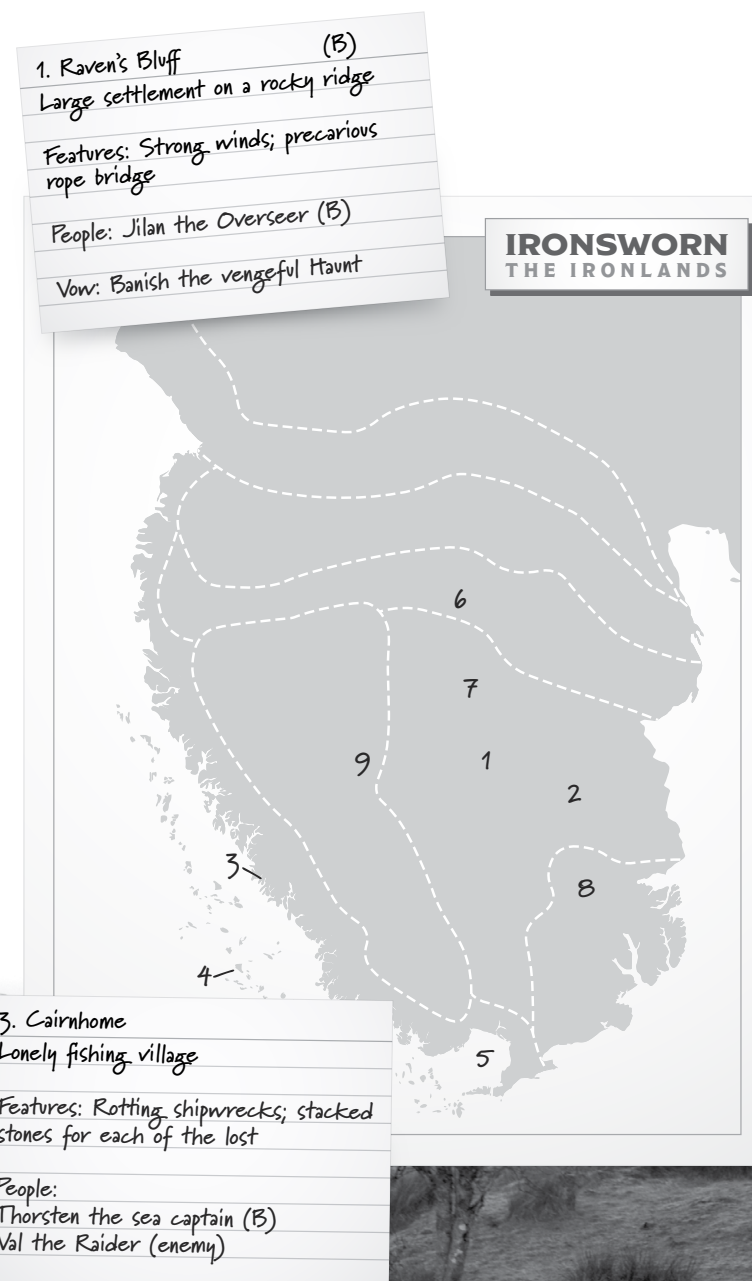 1. Raven's Bluff (B)
Large settlement on a rocky ridge
Features: Strong winds; precarious
rope bridge
People: Jilan the Overseer (B)
Vow: Banish the vengeful Haunt
IRONSWORN
THE IRONLANDS
6
7
9
1
2
3
8
4
5
3. Cairnhome
Lonely fishing village
Features: Rotting shipwrecks; stacked
stones for each of the lost
People:
Thorsten the sea captain (B)
Val the Raider (enemy)